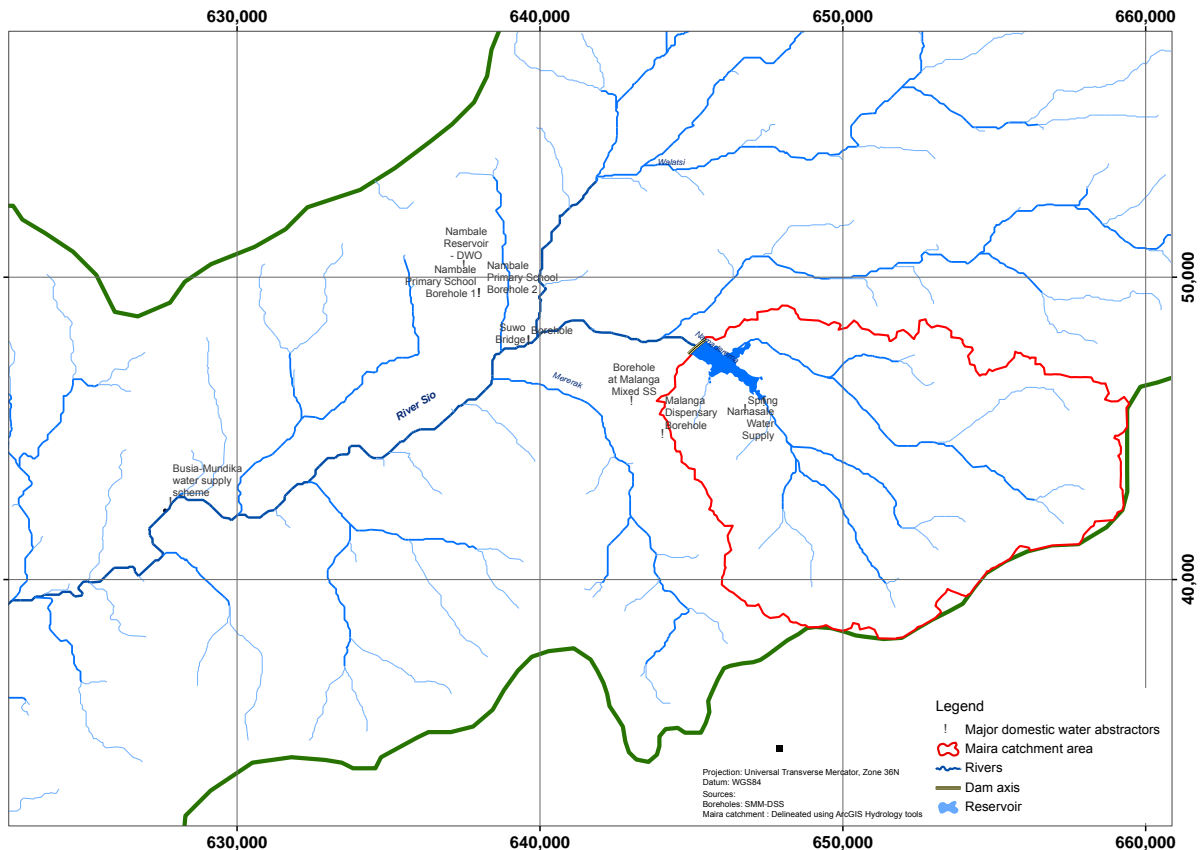 630,000
640,000
650,000
660,000
Walatsi
Nambale
Reservoir
- DWO
Nambale
Primary School
Borehole 1
!
Nambale
Primary School
Borehole 2
50,000
Suwo
Bridge
!
Borehole
Borehole
at Malanga
Mixed SS
!
Malanga
Dispensary
Borehole
!
Spring
Namasale
Water
Supply
Mererak
River Sio
Busia-Mundika
water supply
scheme
40,000
Legend
! Major domestic water abstractors
Maira catchment area
Rivers
Dam axis
Reservoir
Projection: Universal Transverse Mercator, Zone 36N
Datum: WGS84
Sources:
Boreholes: SMM-DSS
Maira catchment : Delineated using ArcGIS Hydrology tools
630,000
640,000
650,000
660,000